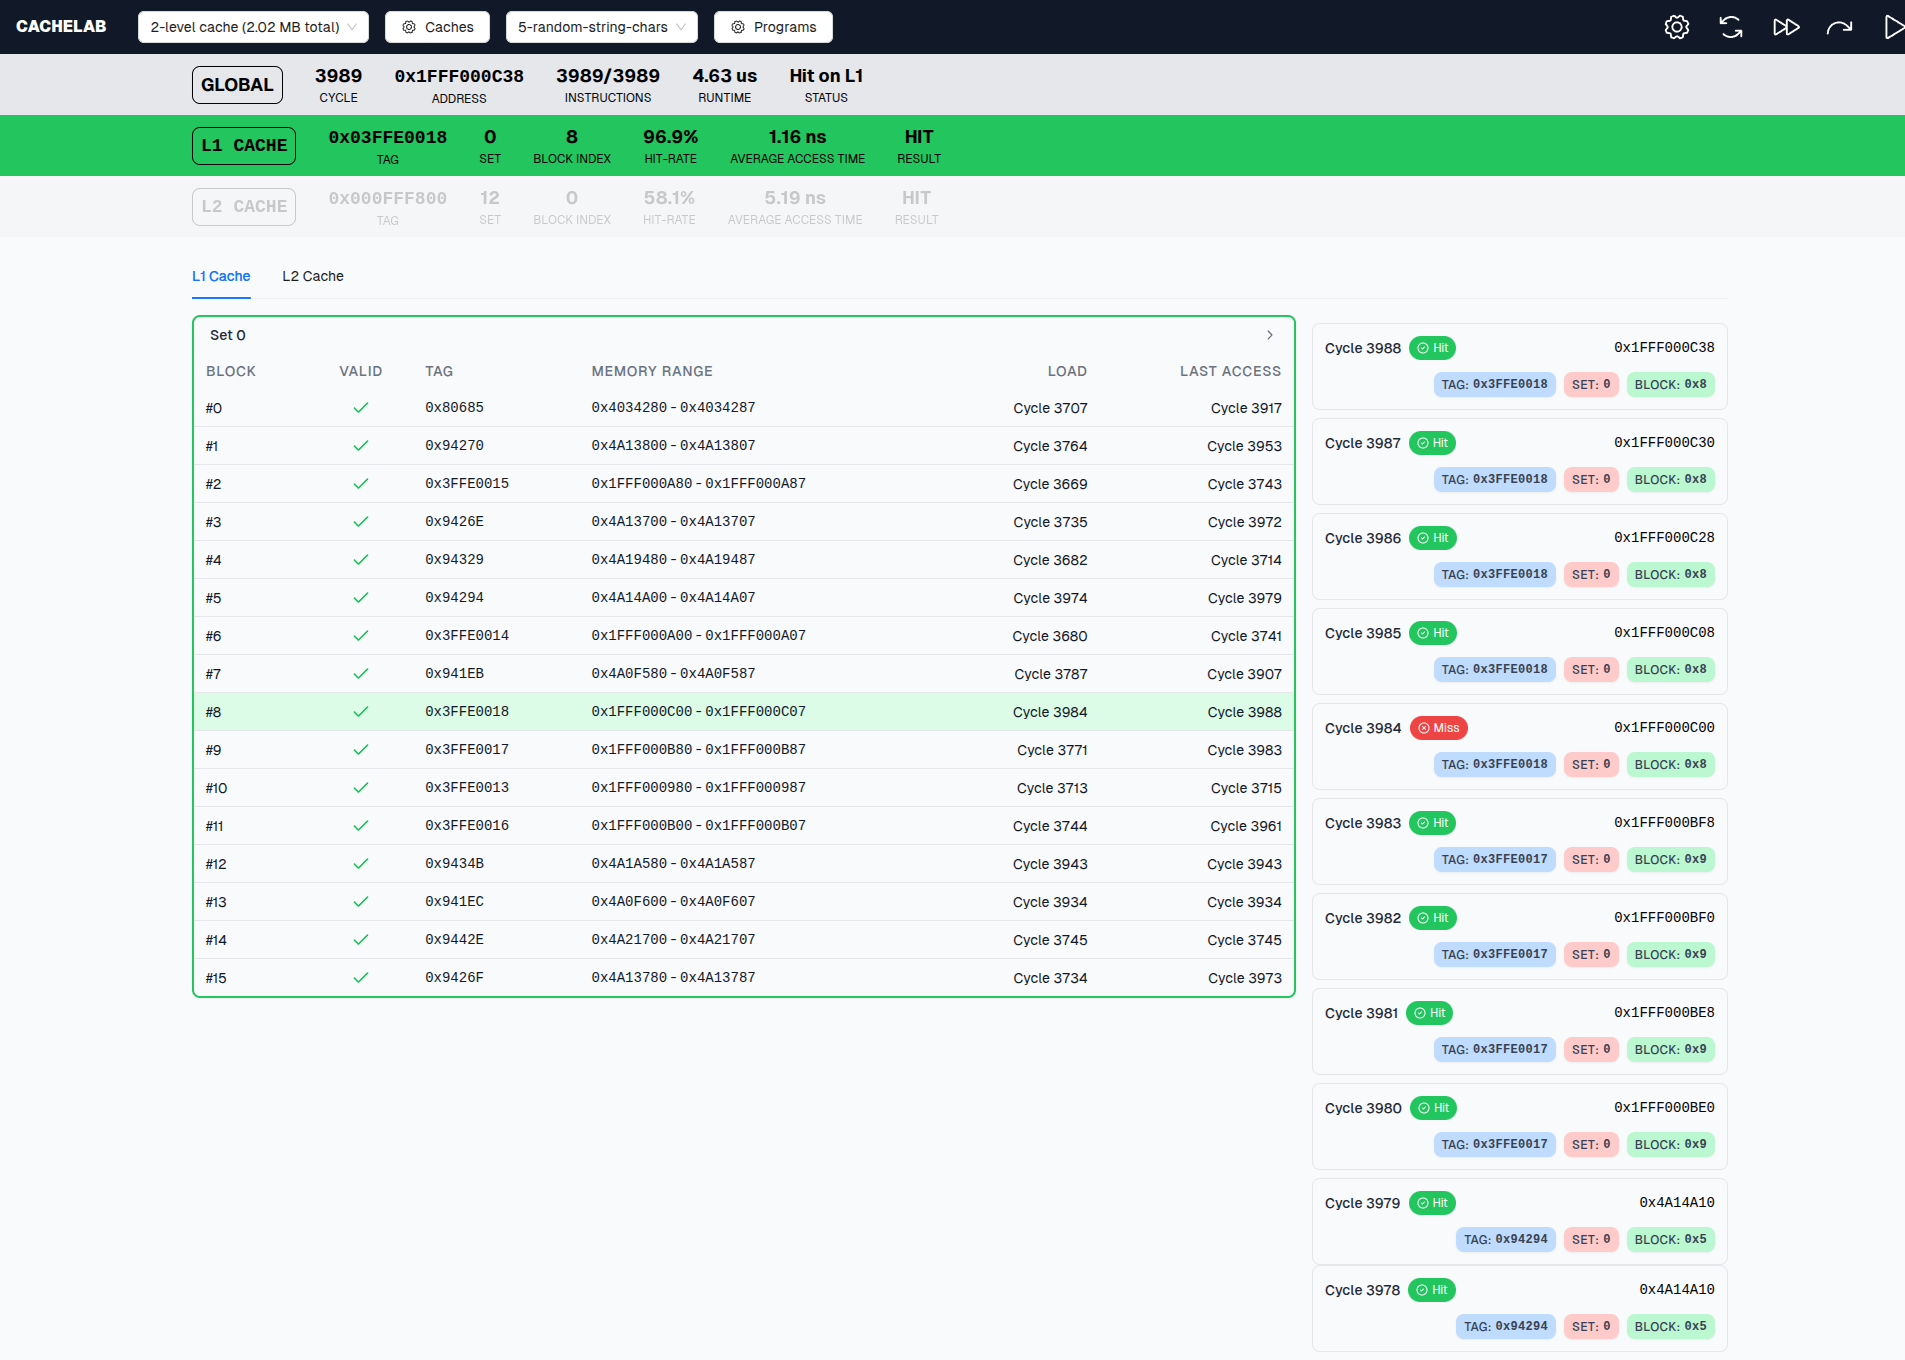 CACHELAB 2-level cache (2.02 MB total) Caches 5-random-string-chars Programs
GLOBAL 3989 0x1FFF000C38 3989/3989 4.63 us Hit on L1
CYCLE ADDRESS INSTRUCTIONS RUNTIME STATUS
L1 CACHE 0x03FFE0018 0 8 96.9% 1.16 ns HIT
TAG SET BLOCK INDEX HIT-RATE AVERAGE ACCESS TIME RESULT
L2 CACHE 0x000FFF800 12 0 58.1% 5.19 ns HIT
TAG SET BLOCK INDEX HIT-RATE AVERAGE ACCESS TIME RESULT
L1 Cache L2 Cache
Set 0
BLOCK VALID TAG MEMORY RANGE LOAD LAST ACCESS
#0 0x80685 0x4034280 - 0x4034287 Cycle 3707 Cycle 3917
#1 0x94270 0x4A13800 - 0x4A13807 Cycle 3764 Cycle 3953
#2 0x3FFE0015 0x1FFF000A80 - 0x1FFF000A87 Cycle 3669 Cycle 3743
#3 0x9426E 0x4A13700 - 0x4A13707 Cycle 3735 Cycle 3972
#4 0x94329 0x4A19480 - 0x4A19487 Cycle 3682 Cycle 3714
#5 0x94294 0x4A14A00 - 0x4A14A07 Cycle 3974 Cycle 3979
#6 0x3FFE0014 0x1FFF000A00 - 0x1FFF000A07 Cycle 3680 Cycle 3741
#7 0x941EB 0x4A0F580 - 0x4A0F587 Cycle 3787 Cycle 3907
#8 0x3FFE0018 0x1FFF000C00 - 0x1FFF000C07 Cycle 3984 Cycle 3988
#9 0x3FFE0017 0x1FFF000B80 - 0x1FFF000B87 Cycle 3771 Cycle 3983
#10 0x3FFE0013 0x1FFF000980 - 0x1FFF000987 Cycle 3713 Cycle 3715
#11 0x3FFE0016 0x1FFF000B00 - 0x1FFF000B07 Cycle 3744 Cycle 3961
#12 0x9434B 0x4A1A580 - 0x4A1A587 Cycle 3943 Cycle 3943
#13 0x941EC 0x4A0F600 - 0x4A0F607 Cycle 3934 Cycle 3934
#14 0x9442E 0x4A21700 - 0x4A21707 Cycle 3745 Cycle 3745
#15 0x9426F 0x4A13780 - 0x4A13787 Cycle 3734 Cycle 3973
Cycle 3988 Hit 0x1FFF000C38
TAG: 0x3FFE0018 SET: 0 BLOCK: 0x8
Cycle 3987 Hit 0x1FFF000C30
TAG: 0x3FFE0018 SET: 0 BLOCK: 0x8
Cycle 3986 Hit 0x1FFF000C28
TAG: 0x3FFE0018 SET: 0 BLOCK: 0x8
Cycle 3985 Hit 0x1FFF000C08
TAG: 0x3FFE0018 SET: 0 BLOCK: 0x8
Cycle 3984 Miss 0x1FFF000C00
TAG: 0x3FFE0018 SET: 0 BLOCK: 0x8
Cycle 3983 Hit 0x1FFF000BF8
TAG: 0x3FFE0017 SET: 0 BLOCK: 0x9
Cycle 3982 Hit 0x1FFF000BF0
TAG: 0x3FFE0017 SET: 0 BLOCK: 0x9
Cycle 3981 Hit 0x1FFF000BE8
TAG: 0x3FFE0017 SET: 0 BLOCK: 0x9
Cycle 3980 Hit 0x1FFF000BE0
TAG: 0x3FFE0017 SET: 0 BLOCK: 0x9
Cycle 3979 Hit 0x4A14A10
TAG: 0x94294 SET: 0 BLOCK: 0x5
Cycle 3978 Hit 0x4A14A10
TAG: 0x94294 SET: 0 BLOCK: 0x5